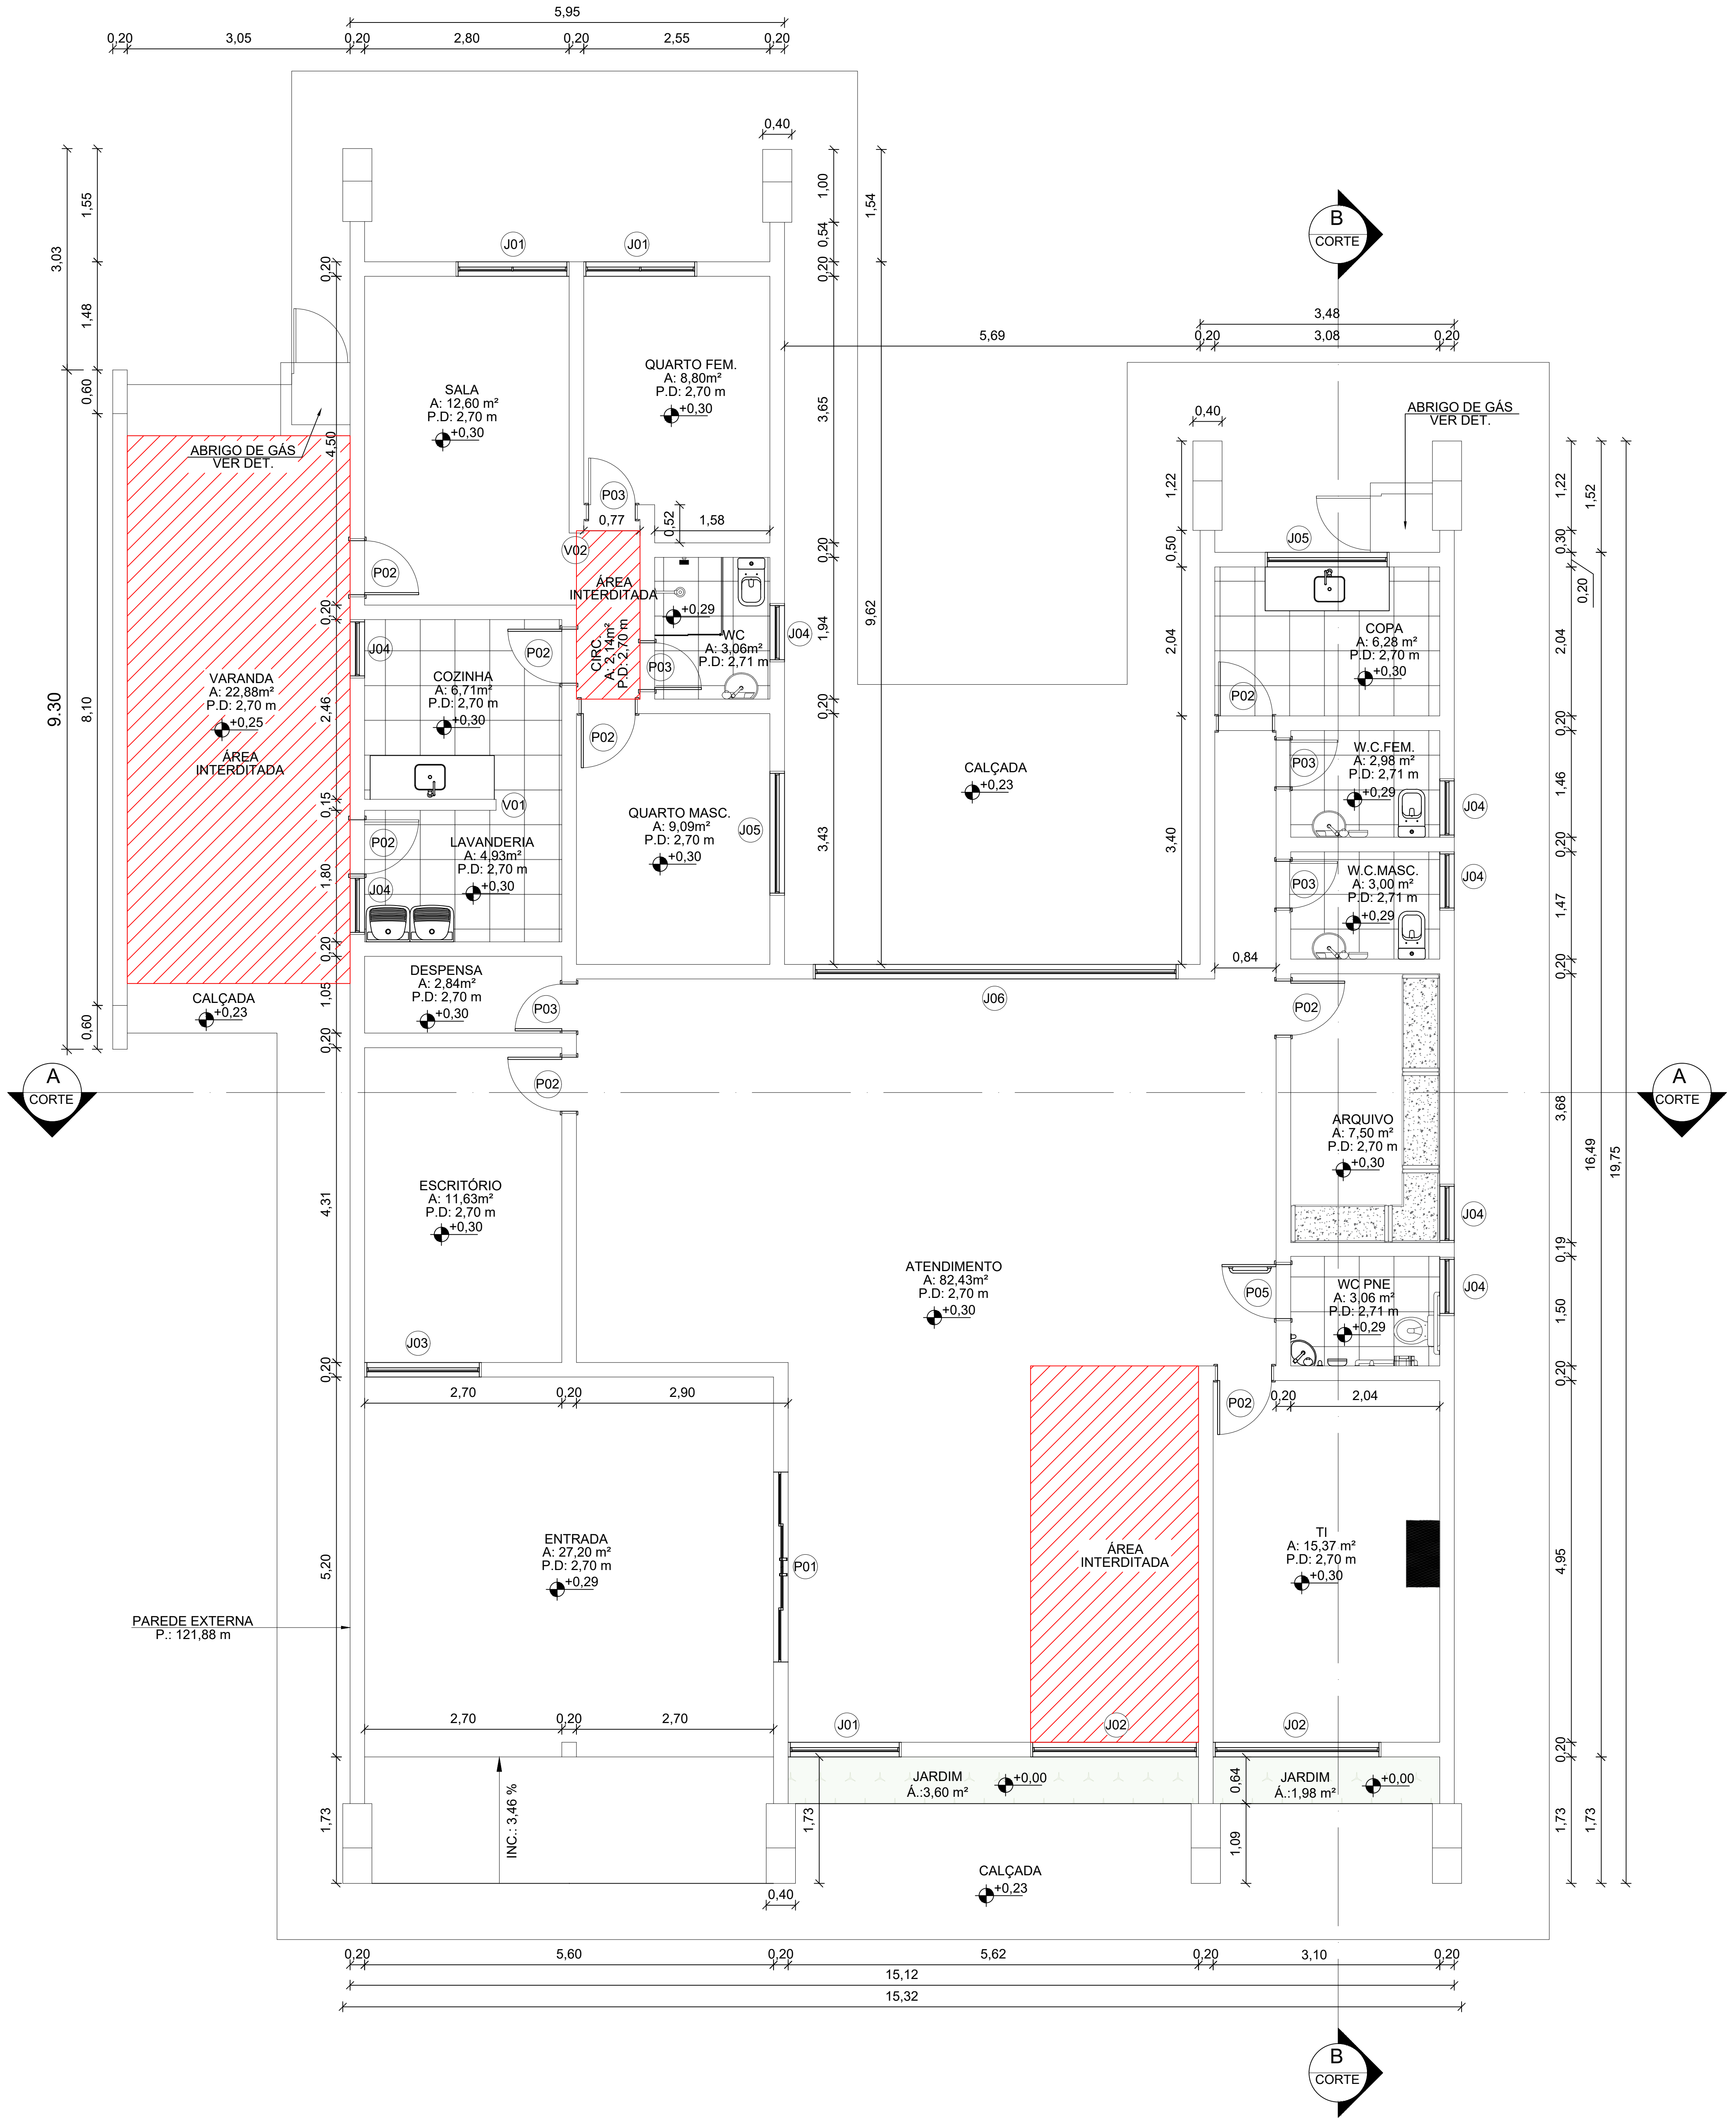 5,95
0,20 3,05 0,20 2,80 0,20 2,55 0,20
0,40
3,03
1,55
1,48
0,60
9.30
8,10
0,60
1,00
0,54
0,20
1,54
3,65
9,62
0,20
1,94
0,20
3,43
B
CORTE
3,48
5,69 0,20 3,08 0,20
J01
J01
0,20
4,50
0,20
2,46
0,15
1,80
0,20
1,05
0,20
4,31
0,20
5,20
1,73
QUARTO FEM.
A: 8,80m²
P.D: 2,70 m
+0,30
SALA
A: 12,60 m²
P.D: 2,70 m
+0,30
ABRIGO DE GÁS
VER DET.
ABRIGO DE GÁS
VER DET.
0,40
P03
0,77
0,52
1,58
V02
P02
ÁREA
INTERDITADA
CIRC.
A: 2,14m²
P.D: 2,70 m
+0,29
WC
A: 3,06m²
P.D: 2,71 m
J04
P03
P02
J04
COZINHA
A: 6,71m²
P.D: 2,70 m
+0,30
P02
VARANDA
A: 22,88m²
P.D: 2,70 m
+0,25
ÁREA
INTERDITADA
V01
P02
LAVANDERIA
A: 4,93m²
P.D: 2,70 m
+0,30
J04
QUARTO MASC.
A: 9,09m²
P.D: 2,70 m
+0,30
J05
CALÇADA
+0,23
1,22
0,50
2,04
3,40
J05
COPA
A: 6,28 m²
P.D: 2,70 m
+0,30
P02
W.C.FEM.
A: 2,98 m²
P.D: 2,71 m
+0,29
P03
J04
W.C.MASC.
A: 3,00 m²
P.D: 2,71 m
+0,29
P03
J04
1,22
0,30
0,20
1,52
2,04
0,20
1,46
0,20
1,47
0,20
3,68
0,19
1,50
0,20
4,95
0,20
1,73
16,49
1,73
19,75
0,84
J06
P02
DESPENSA
A: 2,84m²
P.D: 2,70 m
+0,30
P03
CALÇADA
+0,23
A
CORTE
P02
A
CORTE
ARQUIVO
A: 7,50 m²
P.D: 2,70 m
+0,30
J04
ESCRITÓRIO
A: 11,63m²
P.D: 2,70 m
+0,30
ATENDIMENTO
A: 82,43m²
P.D: 2,70 m
+0,30
P05
WC PNE
A: 3,06 m²
P.D: 2,71 m
+0,29
J04
J03
2,70 0,20 2,90
P02
0,20 2,04
ENTRADA
A: 27,20 m²
P.D: 2,70 m
+0,29
P01
ÁREA
INTERDITADA
TI
A: 15,37 m²
P.D: 2,70 m
+0,30
PAREDE EXTERNA
P.: 121,88 m
2,70 0,20 2,70
J01
J02
J02
INC.: 3,46 %
JARDIM
Á.:3,60 m²
+0,00
0,64
JARDIM
Á.:1,98 m²
+0,00
1,73
1,09
CALÇADA
+0,23
0,40
0,20 5,60 0,20 5,62 0,20 3,10 0,20
15,12
15,32
B
CORTE